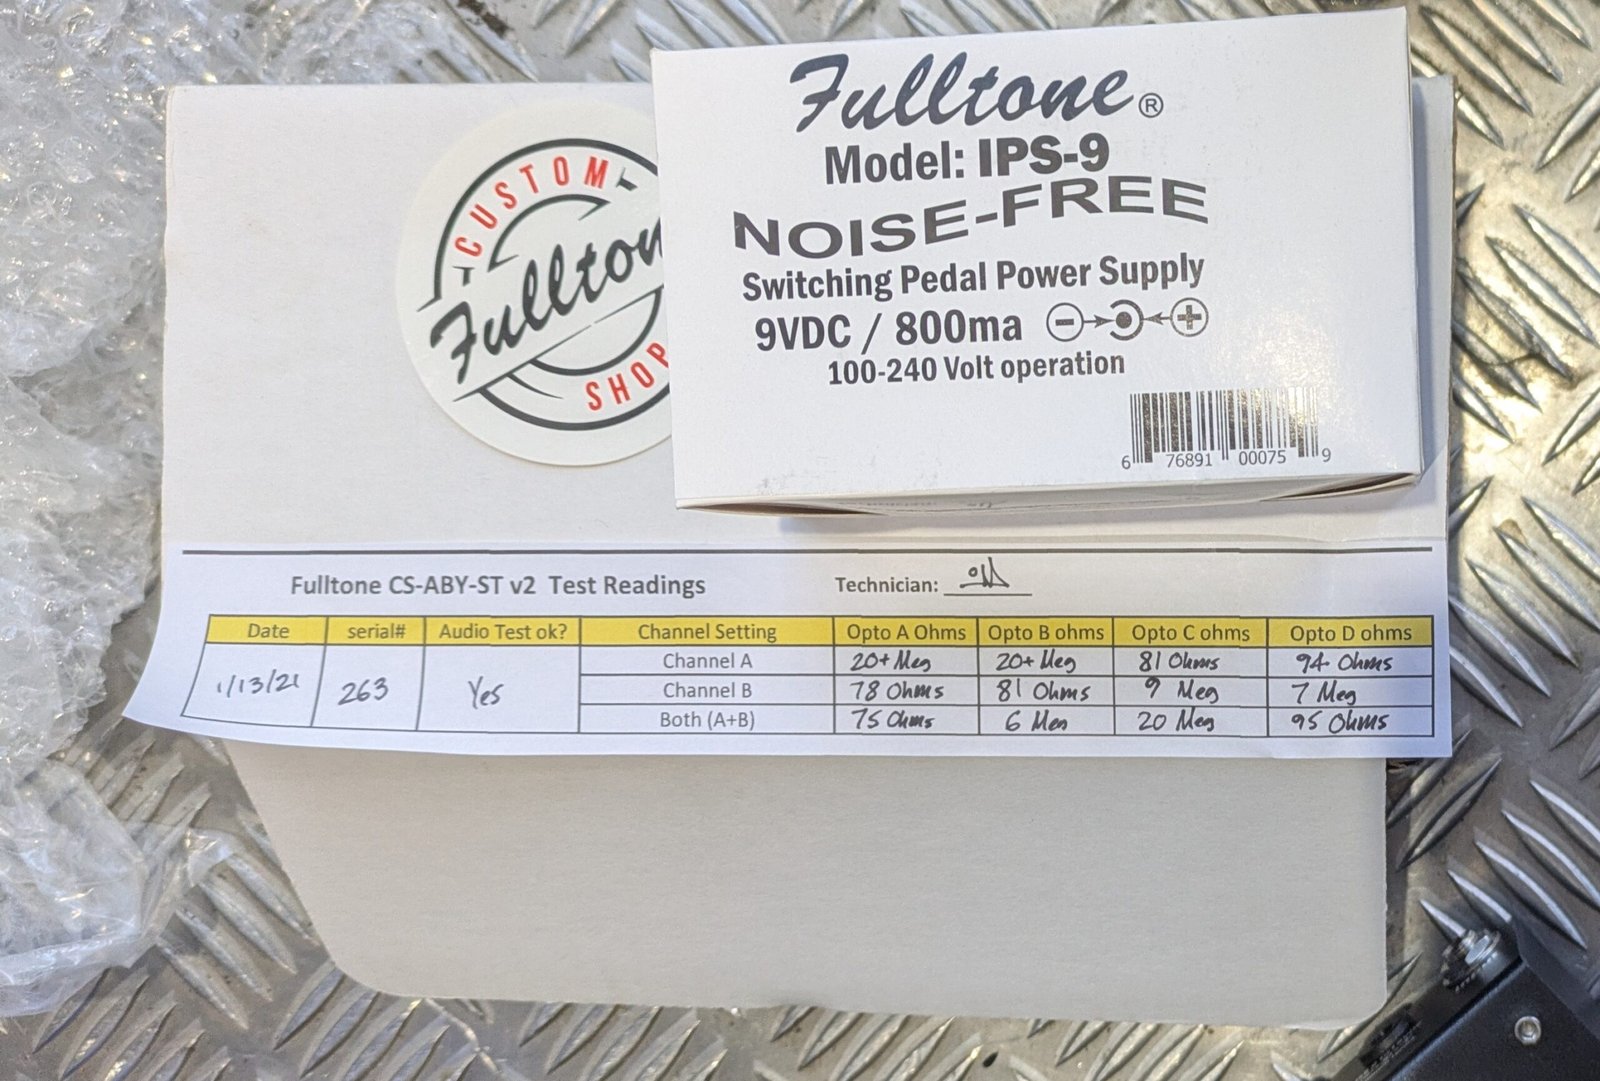 Fulltone®
Model: IPS-9
NOISE-FREE
Switching Pedal Power Supply
9VDC / 800ma
100-240 Volt operation
6 76891 00075 9
CUSTOM
Fullton
SHOP
Fulltone CS-ABY-ST v2 Test Readings Technician:
Date serial# Audio Test ok? Channel Setting Opto A Ohms Opto B ohms Opto C ohms Opto D ohms
1/13/21 263 Yes
Channel A 20+ Meg 20+ Meg 81 Ohms 94 Ohms
Channel B 78 Ohms 81 Ohms 9 Meg 7 Meg
Both (A+B) 75 Ohms 6 Meg 20 Meg 95 Ohms